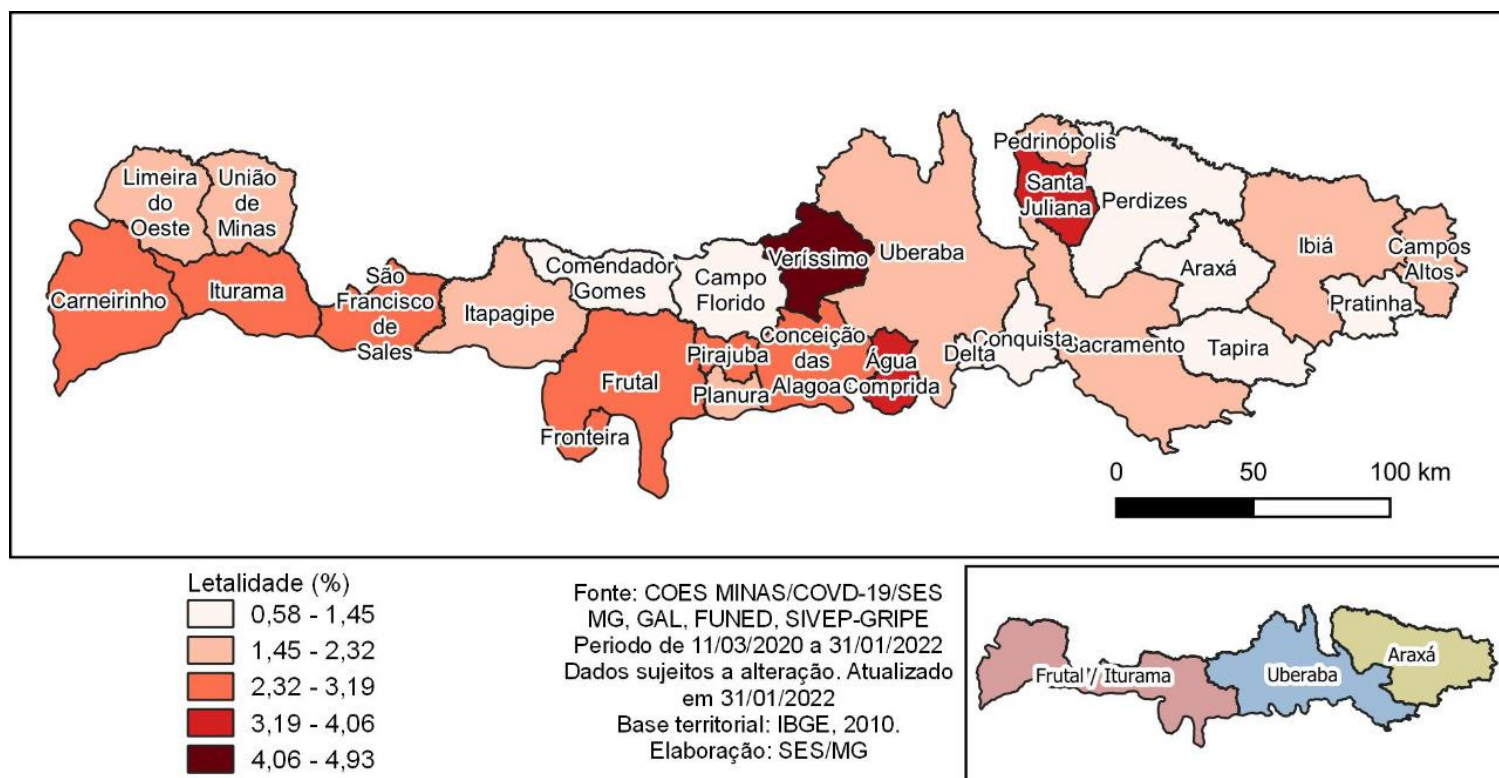 Pedrinópolis
Limeira
do
Oeste
União
de
Minas
Santa
Juliana
Perdizes
Carneirinho
Iturama
São
Francisco
de
Sales
Itapagipe
Comendador
Gomes
Campo
Florido
Veríssimo
Uberaba
Araxá
Ibiá
Campos
Altos
Pratinha
Frutal
Fronteira
Pirajuba
Planura
Conceição
das
Alagoa
Água
Comprida
Delta
Conquista
Sacramento
Tapira
0 50 100 km
Letalidade (%)
0,58 - 1,45
1,45 - 2,32
2,32 - 3,19
3,19 - 4,06
4,06 - 4,93
Fonte: COES MINAS/COVD-19/SES
MG, GAL, FUNED, SIVEP-GRIPE
Periodo de 11/03/2020 a 31/01/2022
Dados sujeitos a alteração. Atualizado
em 31/01/2022
Base territorial: IBGE, 2010.
Elaboração: SES/MG
Frutal / Iturama
Uberaba
Araxá